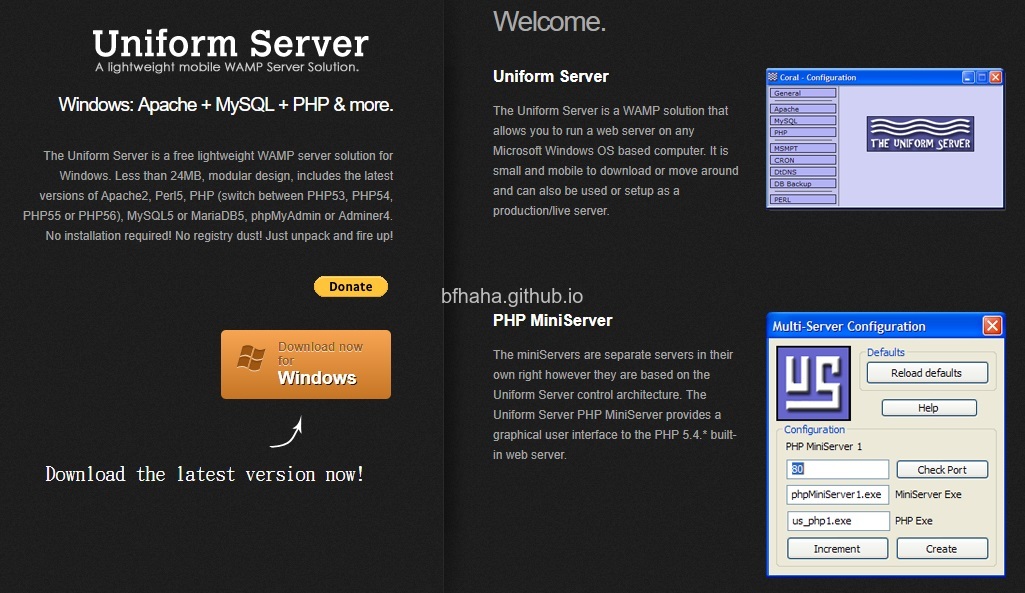 Uniform Server
A lightweight mobile WAMP Server Solution.
Windows: Apache + MySQL + PHP & more.
The Uniform Server is a free lightweight WAMP server solution for
Windows. Less than 24MB, modular design, includes the latest
versions of Apache2, Perl5, PHP (switch between PHP53, PHP54,
PHP55 or PHP56), MySQL5 or MariaDB5, phpMyAdmin or Adminer4.
No installation required! No registry dust! Just unpack and fire up!
Donate
Download now
for
Windows
Download the latest version now!
Welcome.
Uniform Server
The Uniform Server is a WAMP solution that
allows you to run a web server on any
Microsoft Windows OS based computer. It is
small and mobile to download or move around
and can also be used or setup as a
production/live server.
Coral - Configuration
General
Apache
MySQL
PHP
MSMPT
CRON
DtDNS
DB Backup
PERL
THE UNIFORM SERVER
bfhaha.github.io
PHP MiniServer
The miniServers are separate servers in their
own right however they are based on the
Uniform Server control architecture. The
Uniform Server PHP MiniServer provides a
graphical user interface to the PHP 5.4.* built-
in web server.
Multi-Server Configuration
US
Defaults
Reload defaults
Help
Configuration
PHP MiniServer 1
80 Check Port
phpMiniServer1.exe MiniServer Exe
us_php1.exe PHP Exe
Increment Create